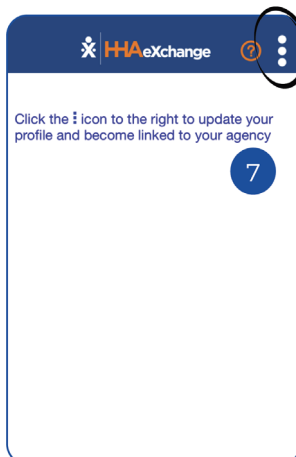 HHAeXchange ?
Click the ⋮ icon to the right to update your
profile and become linked to your agency
7